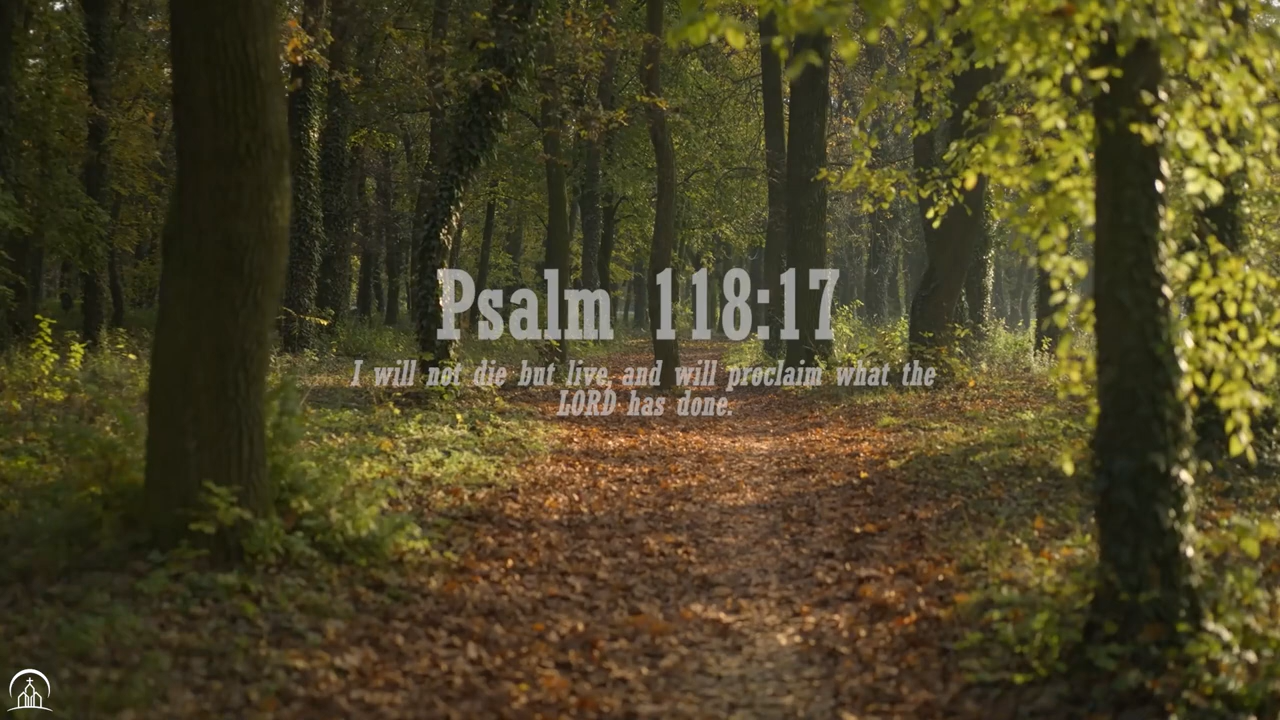 Psalm 118:17
I will not die but live, and will proclaim what the
LORD has done.